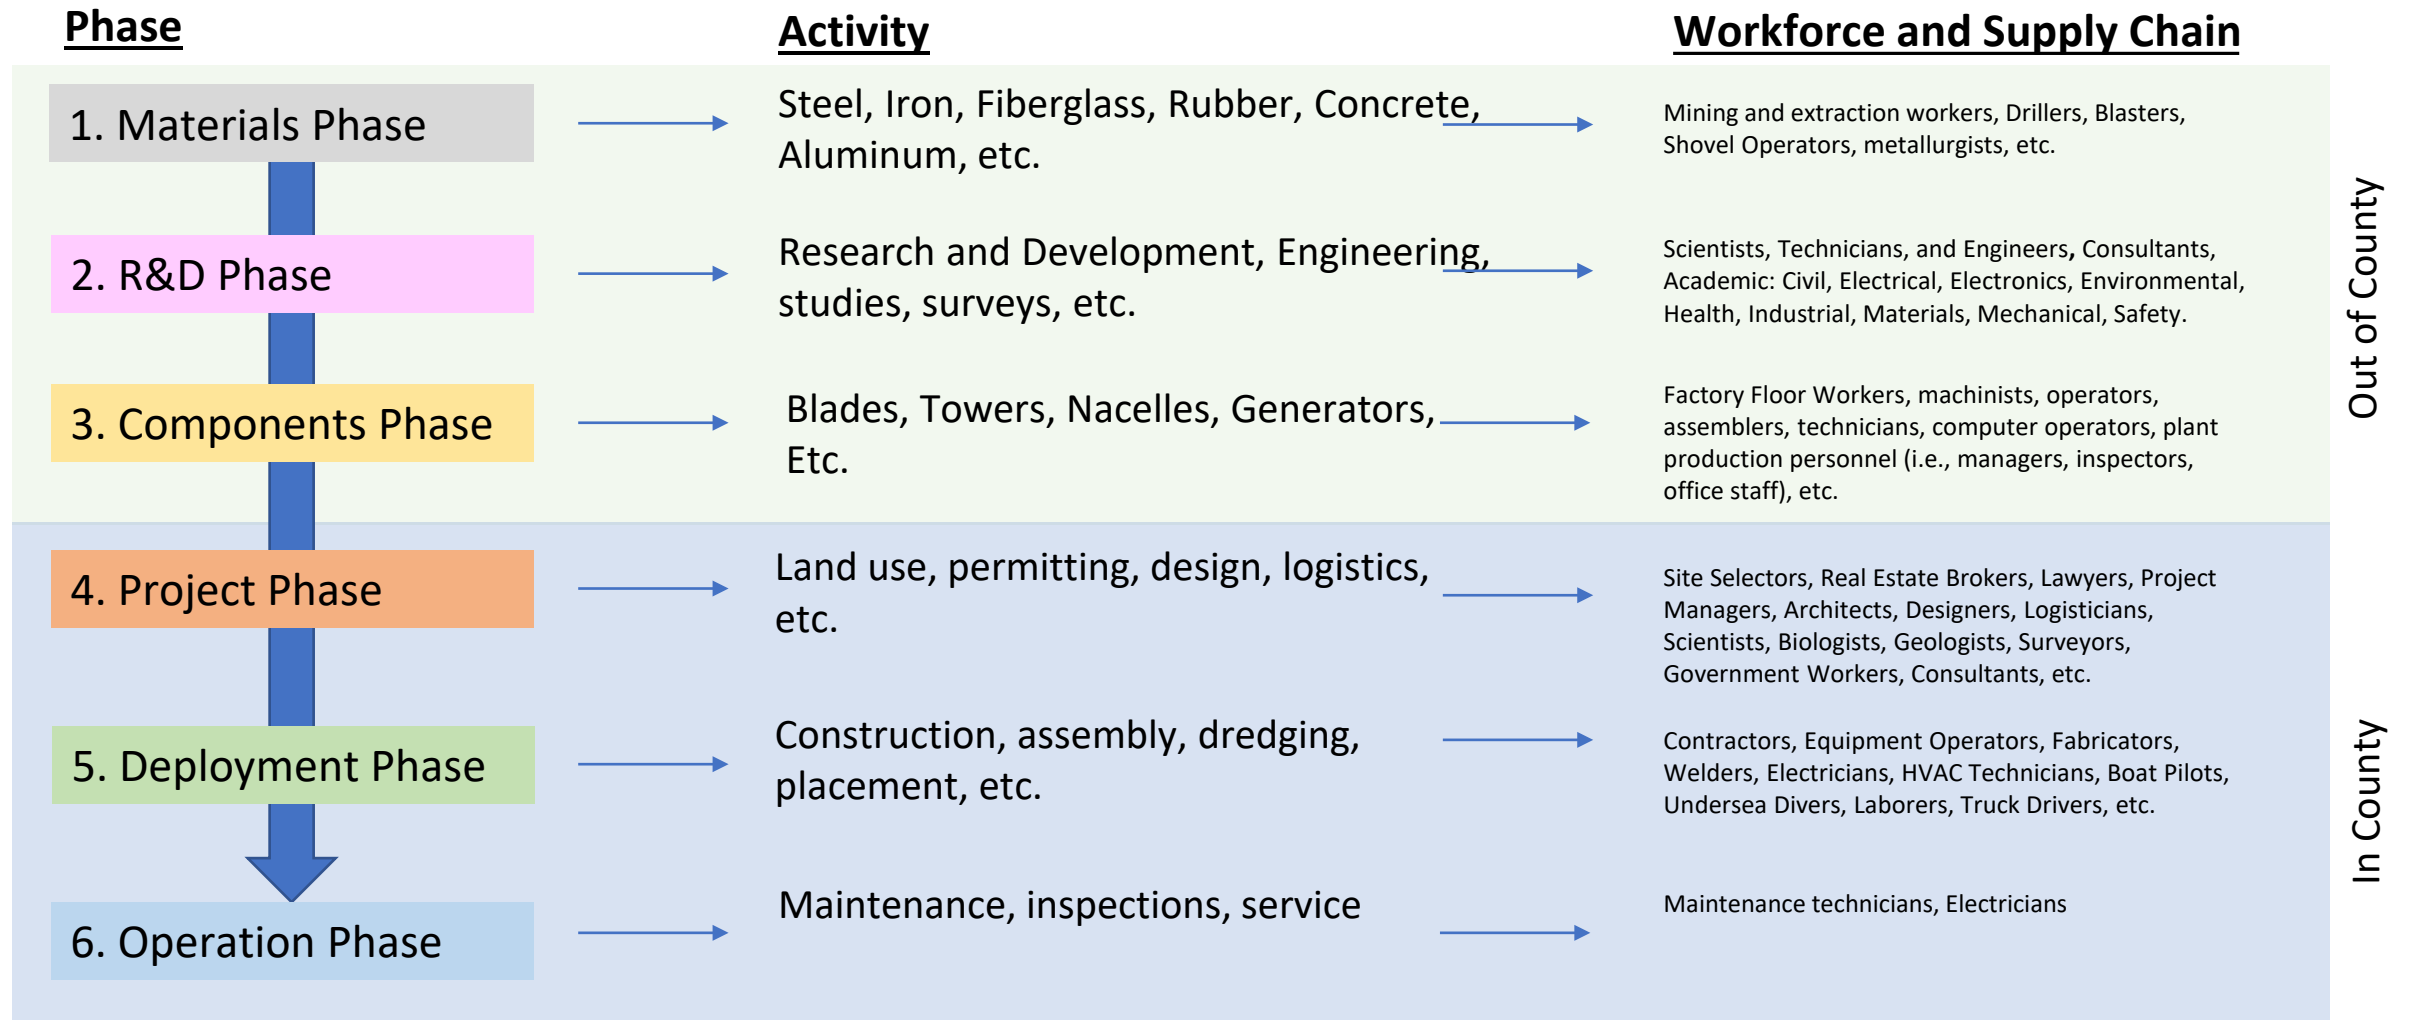 Phase
Activity
Workforce and Supply Chain
1. Materials Phase
Steel, Iron, Fiberglass, Rubber, Concrete,
Aluminum, etc.
Mining and extraction workers, Drillers, Blasters,
Shovel Operators, metallurgists, etc.
2. R&D Phase
Research and Development, Engineering,
studies, surveys, etc.
Scientists, Technicians, and Engineers, Consultants,
Academic: Civil, Electrical, Electronics, Environmental,
Health, Industrial, Materials, Mechanical, Safety.
3. Components Phase
Blades, Towers, Nacelles, Generators,
Etc.
Factory Floor Workers, machinists, operators,
assemblers, technicians, computer operators, plant
production personnel (i.e., managers, inspectors,
office staff), etc.
Out of County
4. Project Phase
Land use, permitting, design, logistics,
etc.
Site Selectors, Real Estate Brokers, Lawyers, Project
Managers, Architects, Designers, Logisticians,
Scientists, Biologists, Geologists, Surveyors,
Government Workers, Consultants, etc.
5. Deployment Phase
Construction, assembly, dredging,
placement, etc.
Contractors, Equipment Operators, Fabricators,
Welders, Electricians, HVAC Technicians, Boat Pilots,
Undersea Divers, Laborers, Truck Drivers, etc.
6. Operation Phase
Maintenance, inspections, service
Maintenance technicians, Electricians
In County